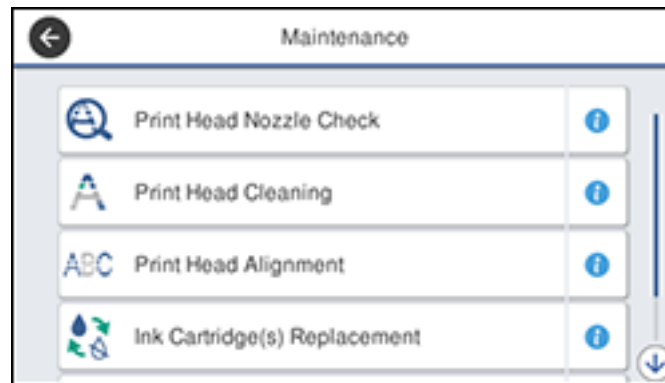 Maintenance
Print Head Nozzle Check
Print Head Cleaning
ABC Print Head Alignment
Ink Cartridge(s) Replacement